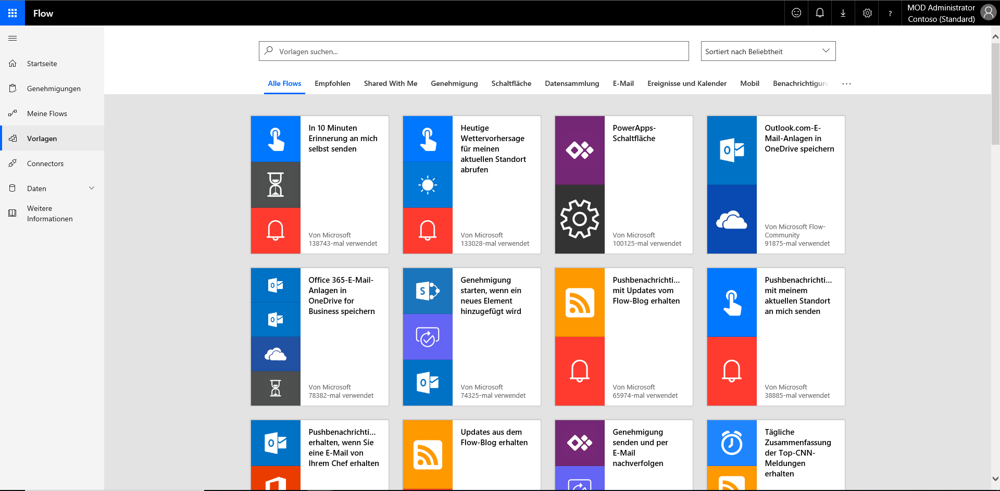 Flow
?
MOD Administrator
Contoso (Standard)
Startseite
Genehmigungen
Meine Flows
Vorlagen
Connectors
Daten
Weitere
Informationen
Vorlagen suchen...
Sortiert nach Beliebtheit
Alle Flows Empfohlen Shared With Me Genehmigung Schaltfläche Datensammlung E-Mail Ereignisse und Kalender Mobil Benachrichtigun ...
In 10 Minuten
Erinnerung an mich
selbst senden
Von Microsoft
138743-mal verwendet
Heutige
Wettervorhersage
für meinen
aktuellen Standort
abrufen
Von Microsoft
133028-mal verwendet
PowerApps-
Schaltfläche
Von Microsoft
100125-mal verwendet
Outlook.com-E-
Mail-Anlagen in
OneDrive speichern
Von Microsoft Flow-
Community
91875-mal verwendet
Office 365-E-Mail-
Anlagen in
OneDrive for
Business speichern
Von Microsoft
78382-mal verwendet
Genehmigung
starten, wenn ein
neues Element
hinzugefügt wird
Von Microsoft
74325-mal verwendet
Pushbenachrichti...
mit Updates vom
Flow-Blog erhalten
Von Microsoft
65974-mal verwendet
Pushbenachrichti...
mit meinem
aktuellen Standort
an mich senden
Von Microsoft
38885-mal verwendet
Pushbenachrichti...
erhalten, wenn Sie
eine E-Mail von
Ihrem Chef erhalten
Updates aus dem
Flow-Blog erhalten
Genehmigung
senden und per
E-Mail
nachverfolgen
Tägliche
Zusammenfassung
der Top-CNN-
Meldungen
erhalten